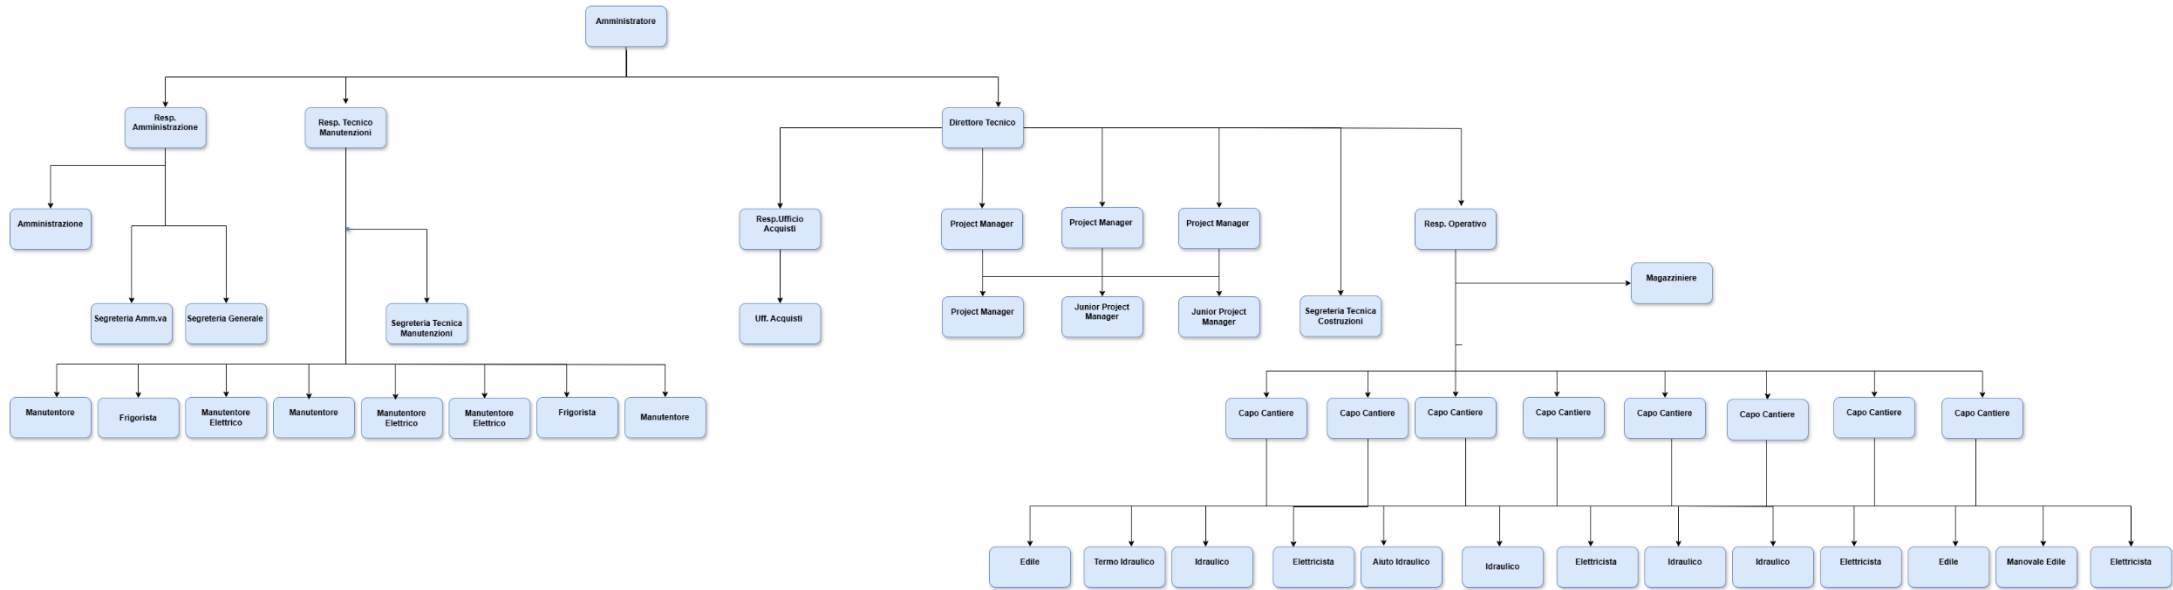 Amministratore
Resp.
Amministrazione
Resp. Tecnico
Manutenzioni
Direttore Tecnico
Amministrazione
Resp.Ufficio
Acquisti
Project Manager
Project Manager
Project Manager
Resp. Operativo
Magazziniere
Segreteria Amm.va
Segreteria Generale
Segreteria Tecnica
Manutenzioni
Uff. Acquisti
Project Manager
Junior Project
Manager
Junior Project
Manager
Segreteria Tecnica
Costruzioni
Manutentore
Frigorista
Manutentore
Elettrico
Manutentore
Manutentore
Elettrico
Manutentore
Elettrico
Frigorista
Manutentore
Capo Cantiere
Capo Cantiere
Capo Cantiere
Capo Cantiere
Capo Cantiere
Capo Cantiere
Capo Cantiere
Capo Cantiere
Edile
Termo Idraulico
Idraulico
Elettricista
Aiuto Idraulico
Idraulico
Elettricista
Idraulico
Idraulico
Elettricista
Edile
Manovale Edile
Elettricista